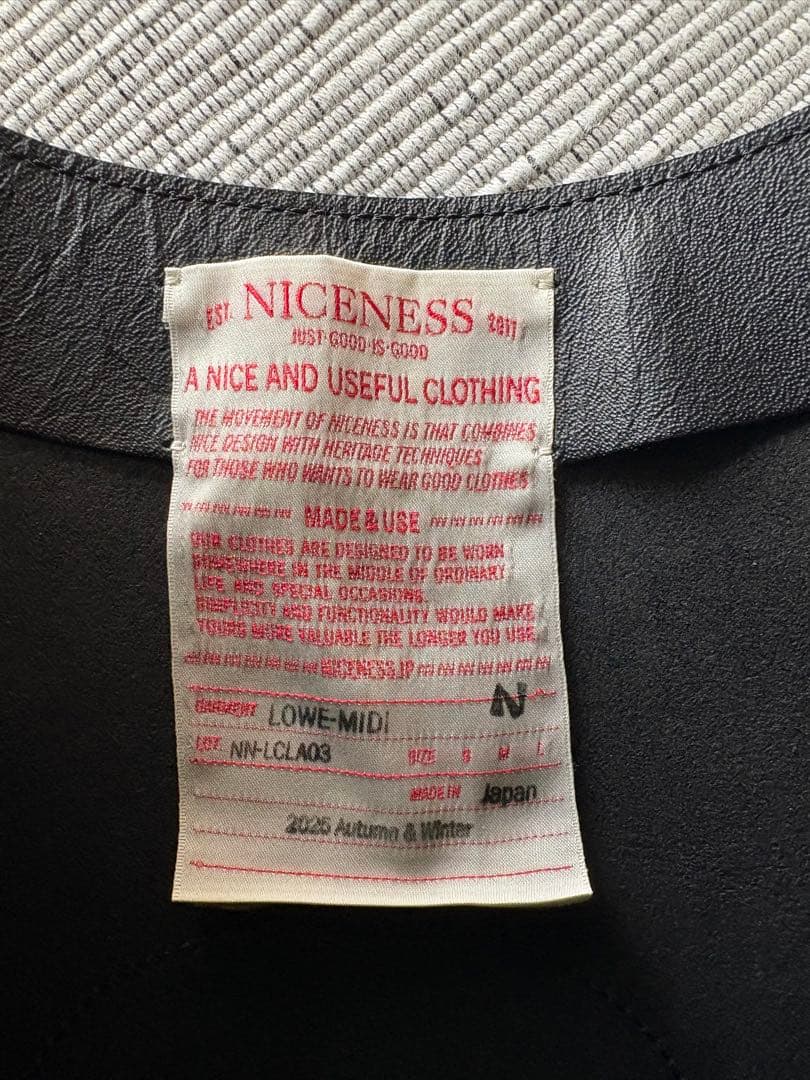 EST. NICENESS 2011
JUST·GOOD·IS·GOOD
A NICE AND USEFUL CLOTHING
THE MOVEMENT OF NICENESS IS THAT COMBINES
NICE DESIGN WITH HERITAGE TECHNIQUES
FOR THOSE WHO WANTS TO WEAR GOOD CLOTHES
MADE & USE
OUR CLOTHES ARE DESIGNED TO BE WORN
SOMEWHERE IN THE MIDDLE OF ORDINARY
LIFE AND SPECIAL OCCASIONS.
SIMPLICITY AND FUNCTIONALITY WOULD MAKE
YOURS MORE VALUABLE THE LONGER YOU USE
NICENESS.JP
N
GARMENT LOWE-MIDI
LOT. NN-LCLA03 SIZE S M L
MADE IN Japan
2025 Autumn & Winter